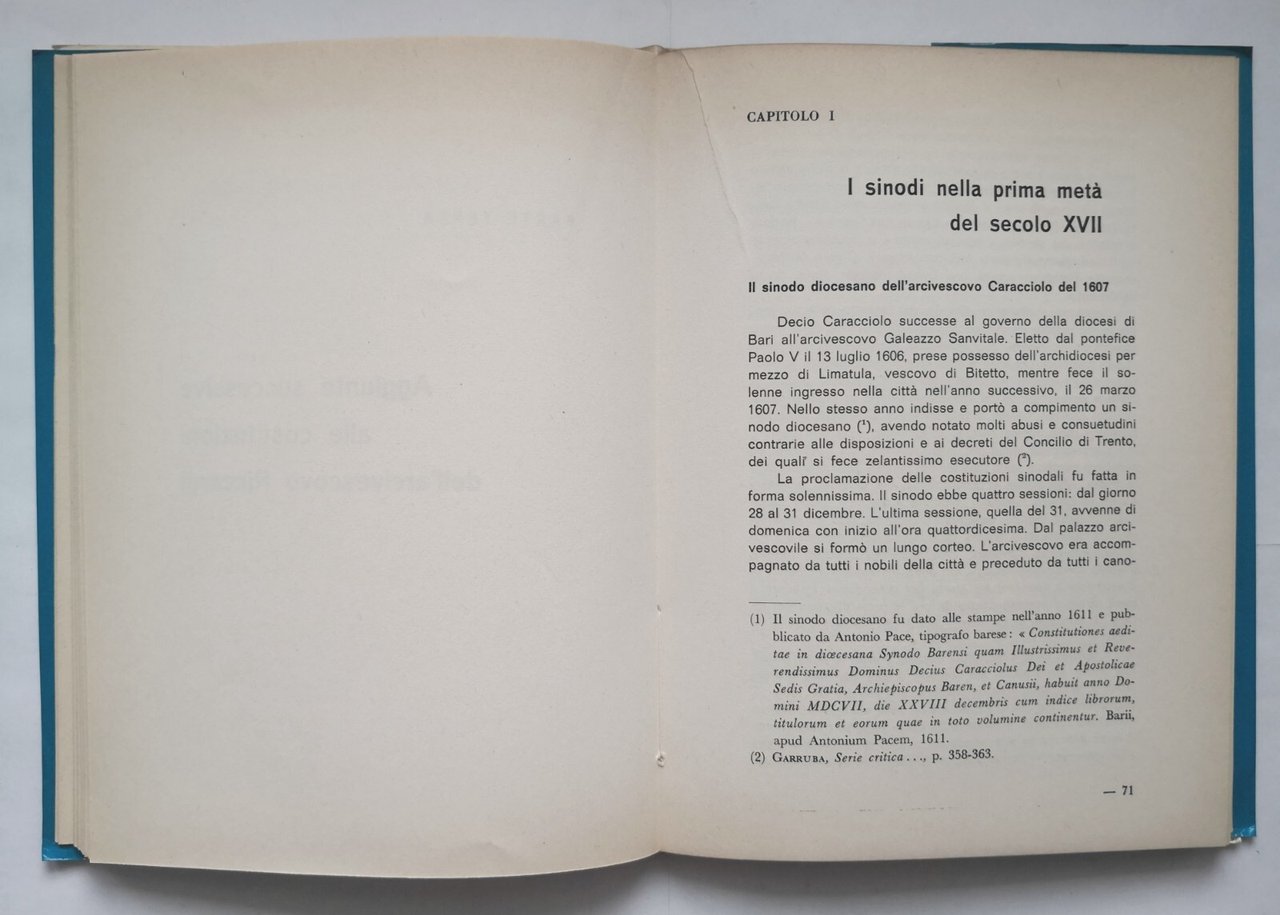 CAPITOLO I
I sinodi nella prima metà
del secolo XVII
Il sinodo diocesano dell'arcivescovo Caracciolo del 1607
Decio Caracciolo successe al governo della diocesi di
Bari all'arcivescovo Galeazzo Sanvitale. Eletto dal pontefice
Paolo V il 13 luglio 1606, prese possesso dell'archidiocesi per
mezzo di Limatula, vescovo di Bitetto, mentre fece il so-
lenne ingresso nella città nell'anno successivo, il 26 marzo
1607. Nello stesso anno indisse e portò a compimento un si-
nodo diocesano (¹), avendo notato molti abusi e consuetudini
contrarie alle disposizioni e ai decreti del Concilio di Trento,
dei quali si fece zelantissimo esecutore (²).
La proclamazione delle costituzioni sinodali fu fatta in
forma solennissima. Il sinodo ebbe quattro sessioni: dal giorno
28 al 31 dicembre. L'ultima sessione, quella del 31, avvenne di
domenica con inizio all'ora quattordicesima. Dal palazzo arci-
vescovile si formò un lungo corteo. L'arcivescovo era accom-
pagnato da tutti i nobili della città e preceduto da tutti i cano-
(1) Il sinodo diocesano fu dato alle stampe nell'anno 1611 e pub-
blicato da Antonio Pace, tipografo barese: « Constitutiones aedi-
tae in diœcesana Synodo Barensi quam Illustrissimus et Reve-
rendissimus Dominus Decius Caracciolus Dei et Apostolicae
Sedis Gratia, Archiepiscopus Baren, et Canusii, habuit anno Do-
mini MDCVII, die XXVIII decembris cum indice librorum,
titulorum et eorum quae in toto volumine continentur. Barii,
apud Antonium Pacem, 1611.
(2) GARRUBA, Serie critica..., p. 358-363.
— 71